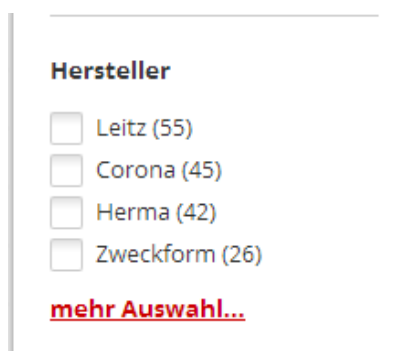 Hersteller
Leitz (55)
Corona (45)
Herma (42)
Zweckform (26)
mehr Auswahl...